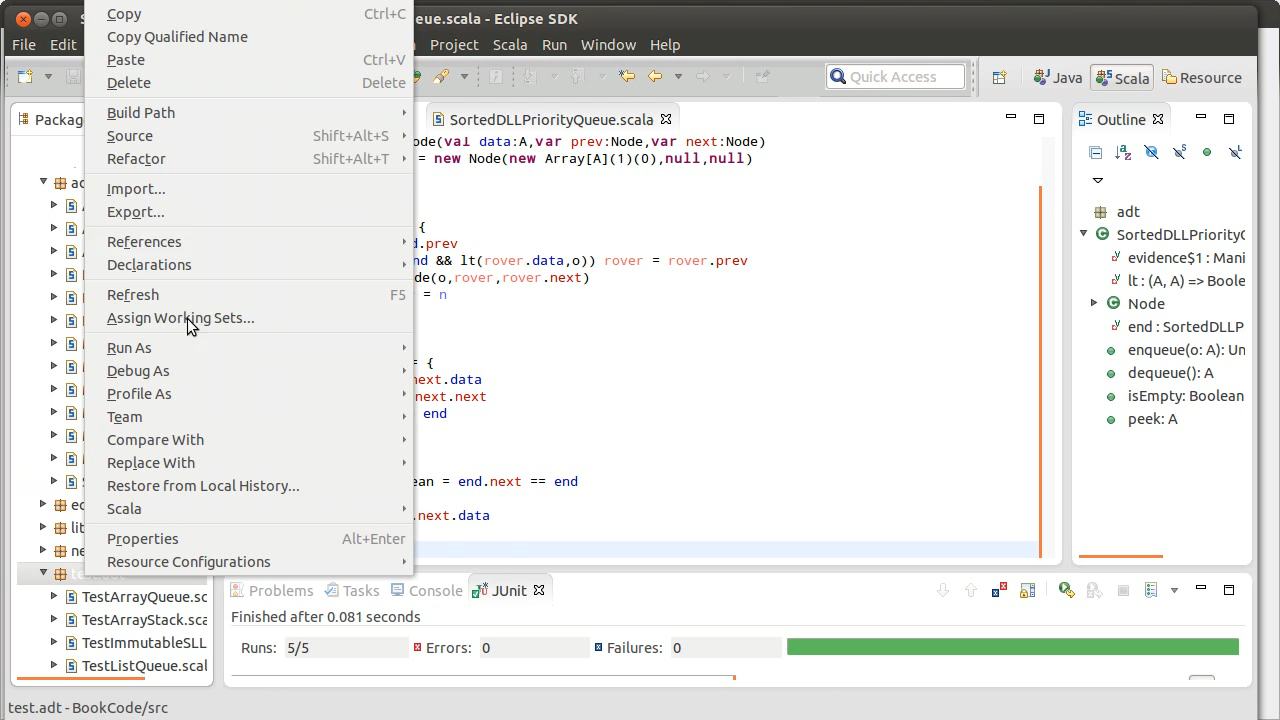 eue.scala - Eclipse SDK
File Edit Project Scala Run Window Help
Quick Access
Java
Scala
Resource
Copy Ctrl+C
Copy Qualified Name
Paste Ctrl+V
Delete Delete
Build Path
Source Shift+Alt+S
Refactor Shift+Alt+T
Import...
Export...
References
Declarations
Refresh F5
Assign Working Sets...
Run As
Debug As
Profile As
Team
Compare With
Replace With
Restore from Local History...
Scala
Properties Alt+Enter
Resource Configurations
Packag
TestArrayQueue.sc
TestArrayStack.sca
TestImmutableSLL
TestListQueue.scal
SortedDLLPriorityQueue.scala
ode(val data:A,var prev:Node,var next:Node)
= new Node(new Array[A](1)(0),null,null)
{
d.prev
nd && lt(rover.data,o)) rover = rover.prev
de(o,rover,rover.next)
= n
= {
next.data
next.next
end
ean = end.next == end
.next.data
Outline
adt
SortedDLLPriorityQ
evidence$1 : Mani
lt : (A, A) => Boole
Node
end : SortedDLLP
enqueue(o: A): Un
dequeue(): A
isEmpty: Boolean
peek: A
Problems Tasks Console JUnit
Finished after 0.081 seconds
Runs: 5/5 Errors: 0 Failures: 0
test.adt - BookCode/src